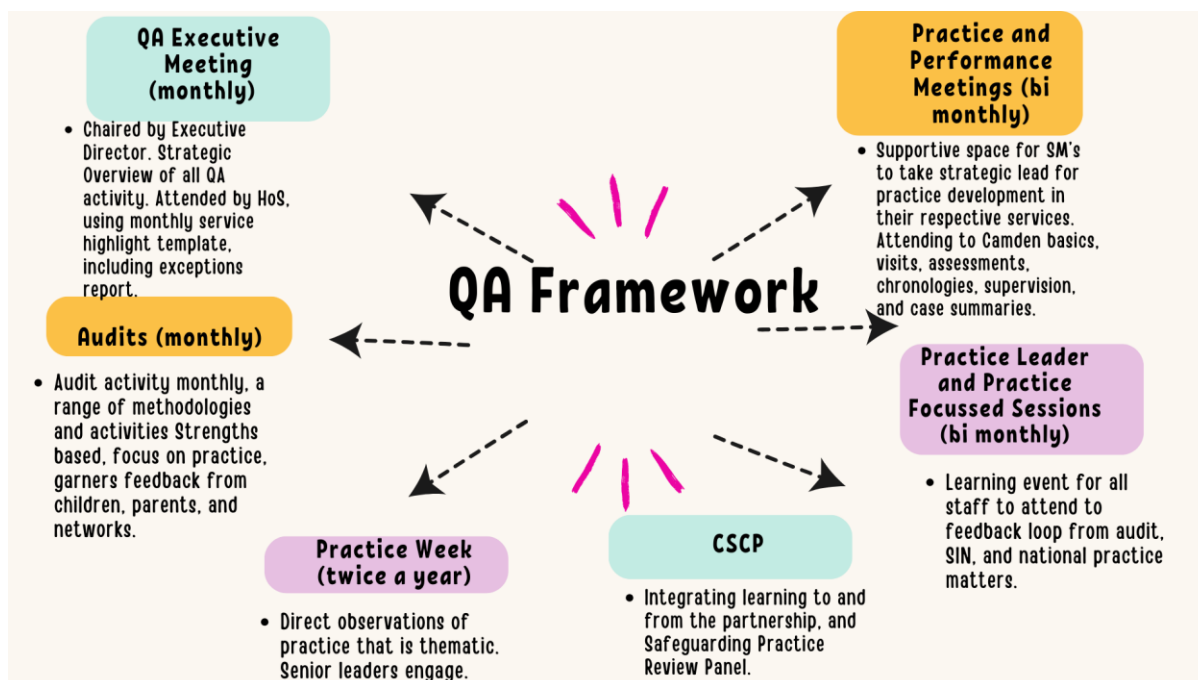 QA Executive
Meeting
(monthly)
• Chaired by Executive
Director. Strategic
Overview of all QA
activity. Attended by HoS,
using monthly service
highlight template,
including exceptions
report.
Practice and
Performance
Meetings (bi
monthly)
• Supportive space for SM's
to take strategic lead for
practice development in
their respective services.
Attending to Camden basics,
visits, assessments,
chronologies, supervision,
and case summaries.
QA Framework
Audits (monthly)
• Audit activity monthly, a
range of methodologies
and activities Strengths
based, focus on practice,
garners feedback from
children, parents, and
networks.
Practice Leader
and Practice
Focussed Sessions
(bi monthly)
• Learning event for all
staff to attend to
feedback loop from audit,
SIN, and national practice
matters.
Practice Week
(twice a year)
• Direct observations of
practice that is thematic.
Senior leaders engage.
CSCP
• Integrating learning to and
from the partnership, and
Safeguarding Practice
Review Panel.